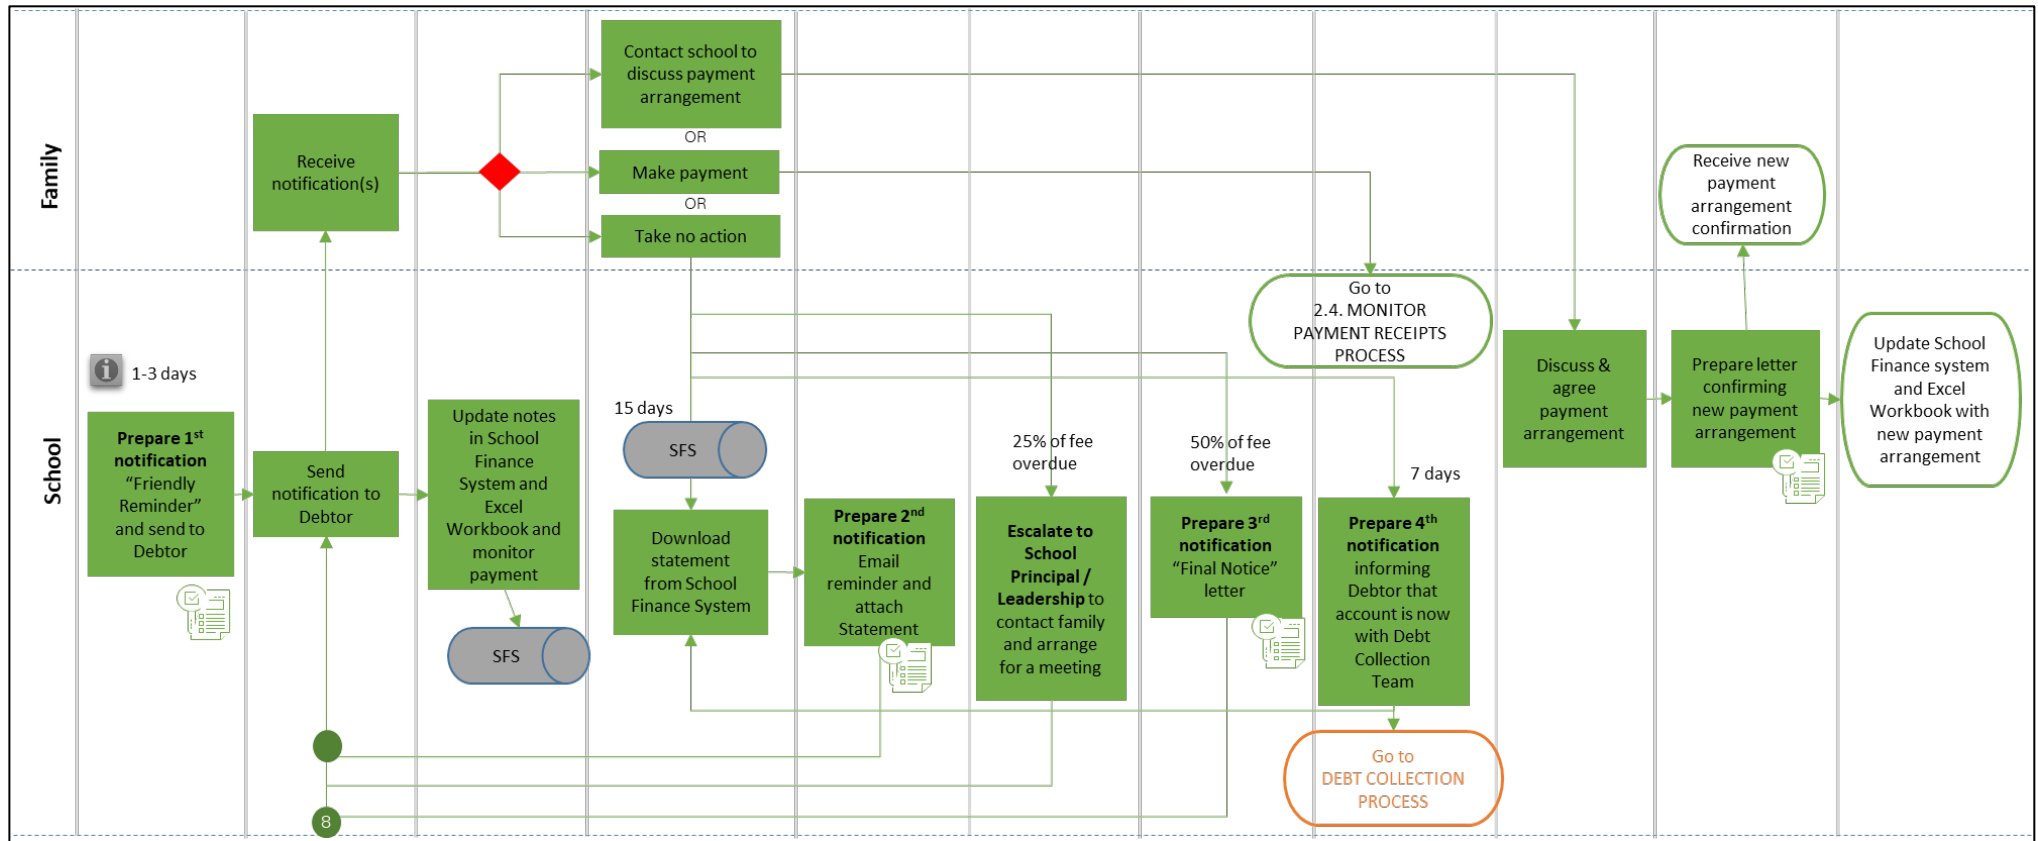 Family
Receive
notification(s)
Contact school to
discuss payment
arrangement
OR
Make payment
OR
Take no action
Receive new
payment
arrangement
confirmation
School
1-3 days
Prepare 1st
notification
“Friendly
Reminder”
and send to
Debtor
Send
notification to
Debtor
Update notes
in School
Finance
System and
Excel
Workbook and
monitor
payment
SFS
15 days
SFS
Download
statement
from School
Finance System
Prepare 2nd
notification
Email
reminder and
attach
Statement
25% of fee
overdue
Escalate to
School
Principal /
Leadership to
contact family
and arrange
for a meeting
50% of fee
overdue
Prepare 3rd
notification
“Final Notice”
letter
Go to
2.4. MONITOR
PAYMENT RECEIPTS
PROCESS
7 days
Prepare 4th
notification
informing
Debtor that
account is now
with Debt
Collection
Team
Go to
DEBT COLLECTION
PROCESS
Discuss &
agree
payment
arrangement
Prepare letter
confirming
new payment
arrangement
Update School
Finance system
and Excel
Workbook with
new payment
arrangement
8